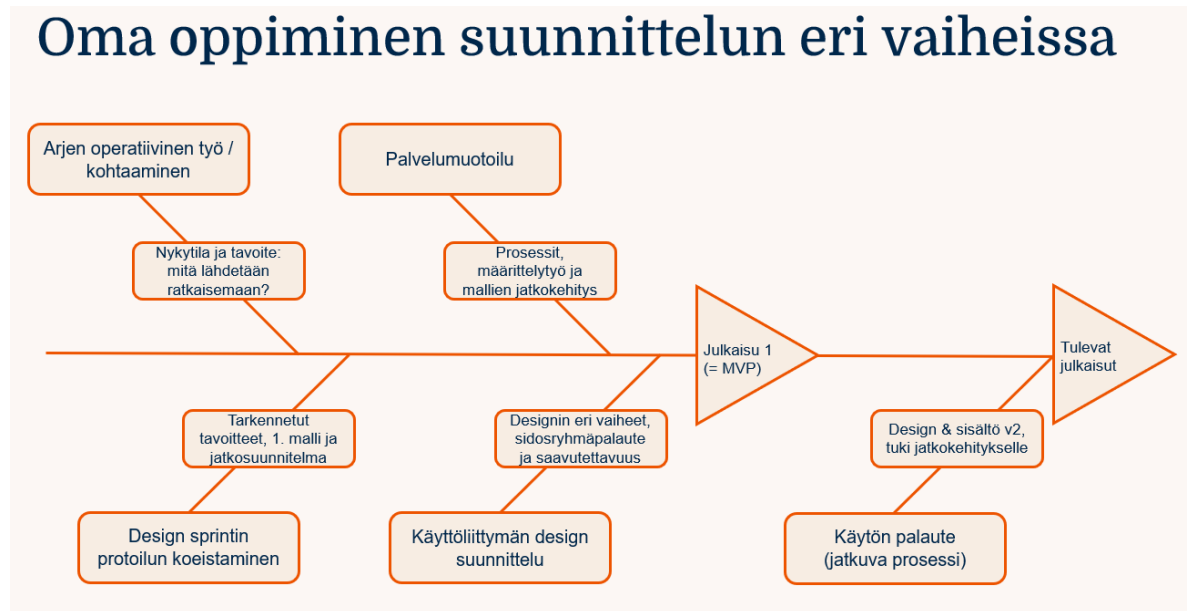 Oma oppiminen suunnittelun eri vaiheissa
Arjen operatiivinen työ /
kohtaaminen
Palvelumuotoilu
Nykytila ja tavoite:
mitä lähdetään
ratkaisemaan?
Prosessit,
määrittelytyö ja
mallien jatkokehitys
Julkaisu 1
(= MVP)
Tulevat
julkaisut
Tarkennetut
tavoitteet, 1. malli ja
jatkosuunnitelma
Designin eri vaiheet,
sidosryhmäpalaute
ja saavutettavuus
Design & sisältö v2,
tuki jatkokehitykselle
Design sprintin
protoilun koeistaminen
Käyttöliittymän design
suunnittelu
Käytön palaute
(jatkuva prosessi)